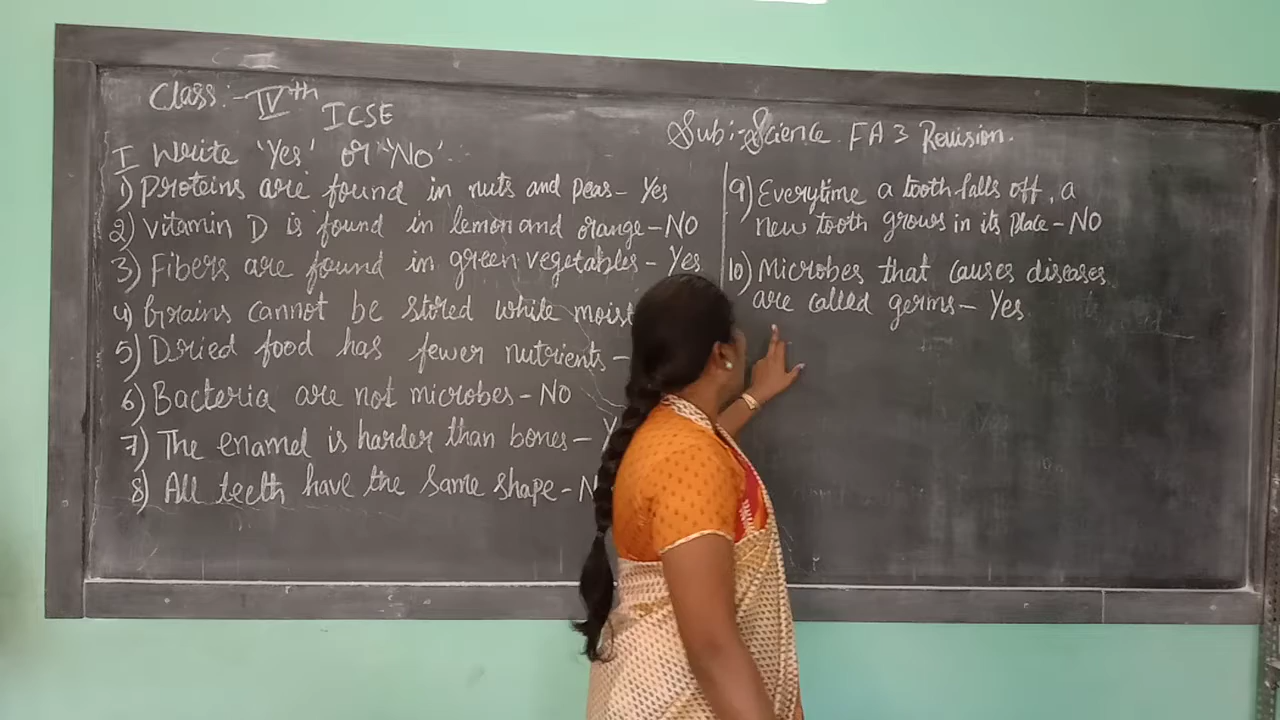 Class:- IVth
ICSE
Sub:- Science FA 3 Revision.
I Write 'Yes' or 'No'.
1) Proteins are found in nuts and peas - Yes
2) Vitamin D is found in lemon and orange - NO
3) Fibers are found in green vegetables - Yes
4) Grains cannot be stored while moist
5) Dried food has fewer nutrients -
6) Bacteria are not microbes - NO
7) The enamel is harder than bones -
8) All teeth have the same shape -
9) Everytime a tooth falls off, a
new tooth grows in its place - NO
10) Microbes that causes diseases
are called germs - Yes